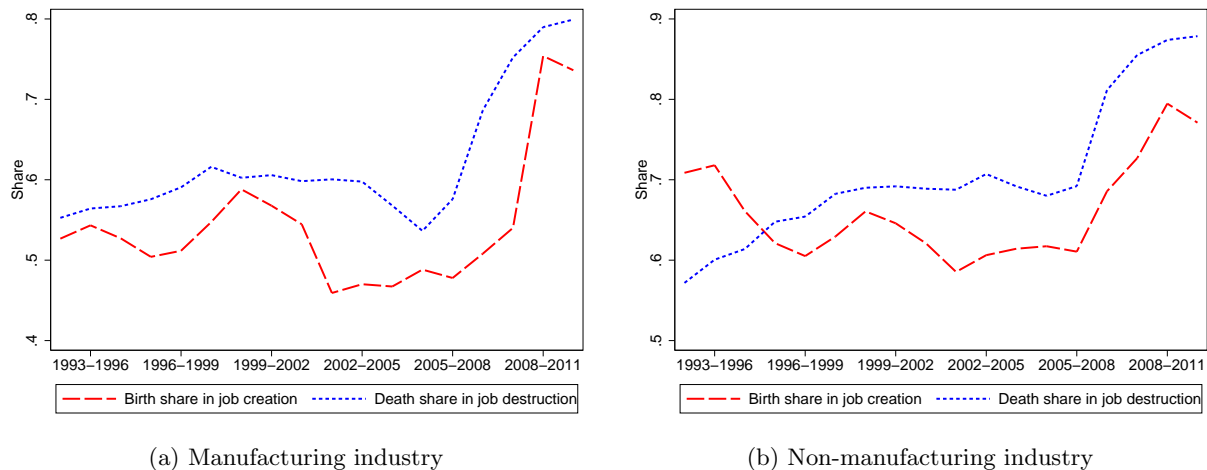 .8
.7
.6
.5
.4
Share
1993–1996 1996–1999 1999–2002 2002–2005 2005–2008 2008–2011
Birth share in job creation Death share in job destruction
(a) Manufacturing industry
.9
.8
.7
.6
.5
Share
1993–1996 1996–1999 1999–2002 2002–2005 2005–2008 2008–2011
Birth share in job creation Death share in job destruction
(b) Non-manufacturing industry